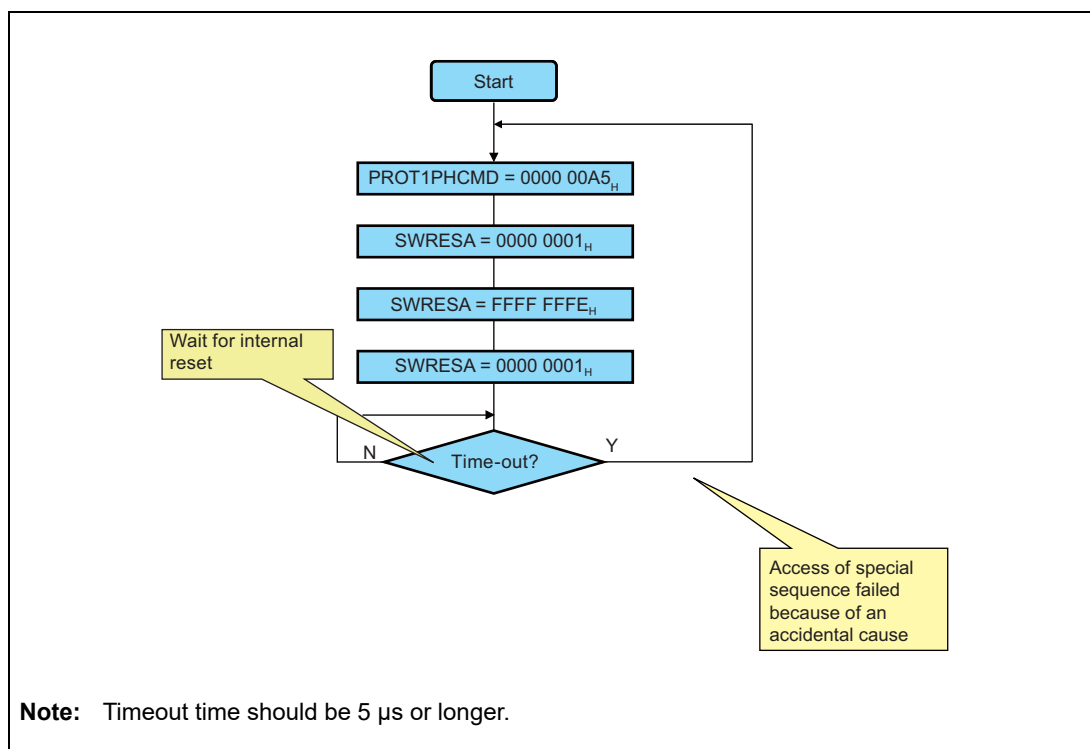 Start
PROT1PHCMD = 0000 00A5H
SWRESA = 0000 0001H
SWRESA = FFFF FFFEH
Wait for internal
reset
SWRESA = 0000 0001H
N
Time-out?
Y
Access of special
sequence failed
because of an
accidental cause
Note: Timeout time should be 5 µs or longer.